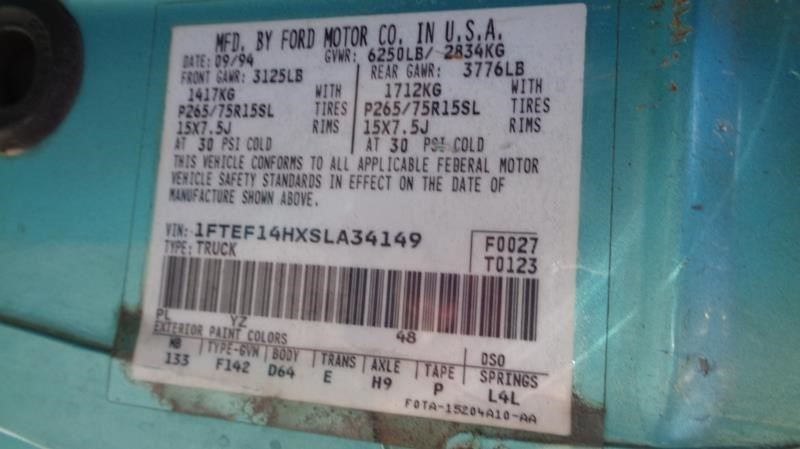 MFD. BY FORD MOTOR CO. IN U.S.A.
DATE: 09/94 GVWR: 6250LB/ 2834KG
FRONT GAWR: 3125LB REAR GAWR: 3776LB
1417KG WITH 1712KG WITH
P265/75R15SL TIRES P265/75R15SL TIRES
15X7.5J RIMS 15X7.5J RIMS
AT 30 PSI COLD AT 30 PSI COLD
THIS VEHICLE CONFORMS TO ALL APPLICABLE FEDERAL MOTOR
VEHICLE SAFETY STANDARDS IN EFFECT ON THE DATE OF
MANUFACTURE SHOWN ABOVE.
VIN: 1FTEF14HXSLA34149 F0027
TYPE: TRUCK T0123
PL YZ 48
EXTERIOR PAINT COLORS DSO
WB TYPE-GVW BODY TRANS AXLE TAPE SPRINGS
133 F142 D64 E H9 P L4L
F0TA-15204A10-AA